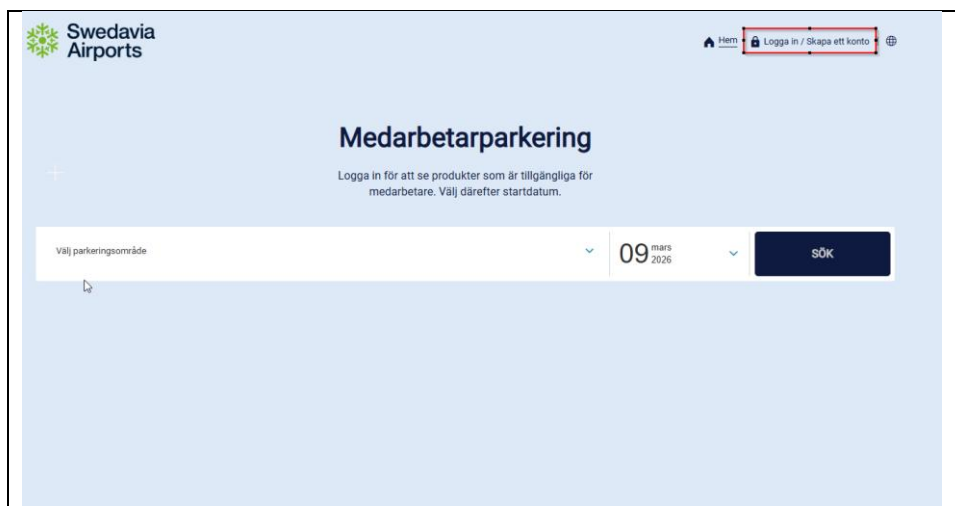 Swedavia
Airports
Hem
Logga in / Skapa ett konto
Medarbetarparkering
Logga in för att se produkter som är tillgängliga för
medarbetare. Välj därefter startdatum.
Välj parkeringsområde
09 mars
2026
SÖK